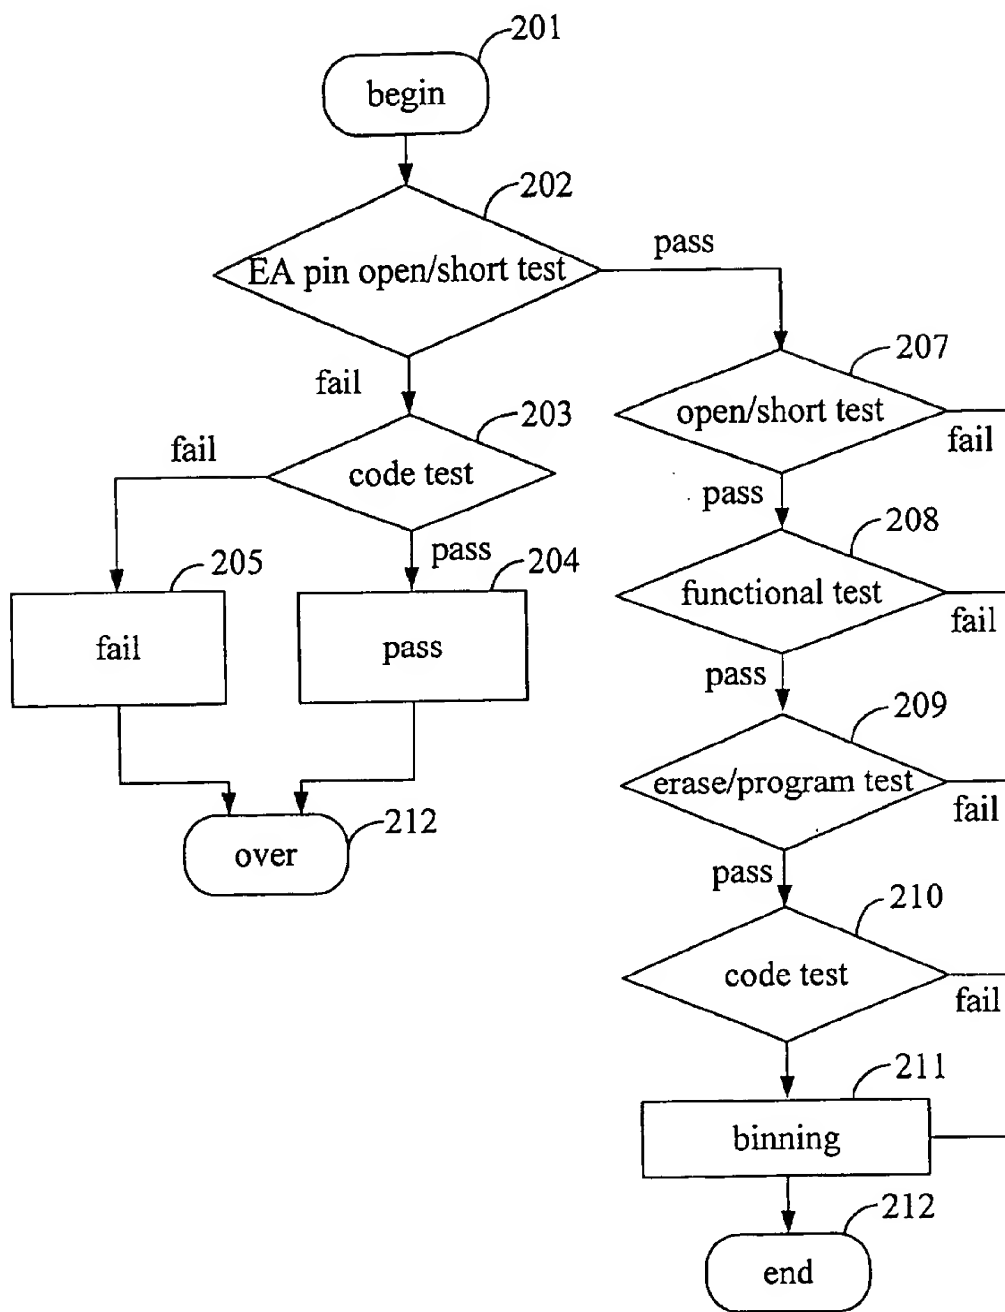 201
begin
202
EA pin open/short test
pass
fail
207
open/short test
fail
203
code test
fail
pass
pass
208
functional test
fail
205
fail
204
pass
pass
209
erase/program test
fail
212
over
pass
210
code test
fail
211
binning
212
end